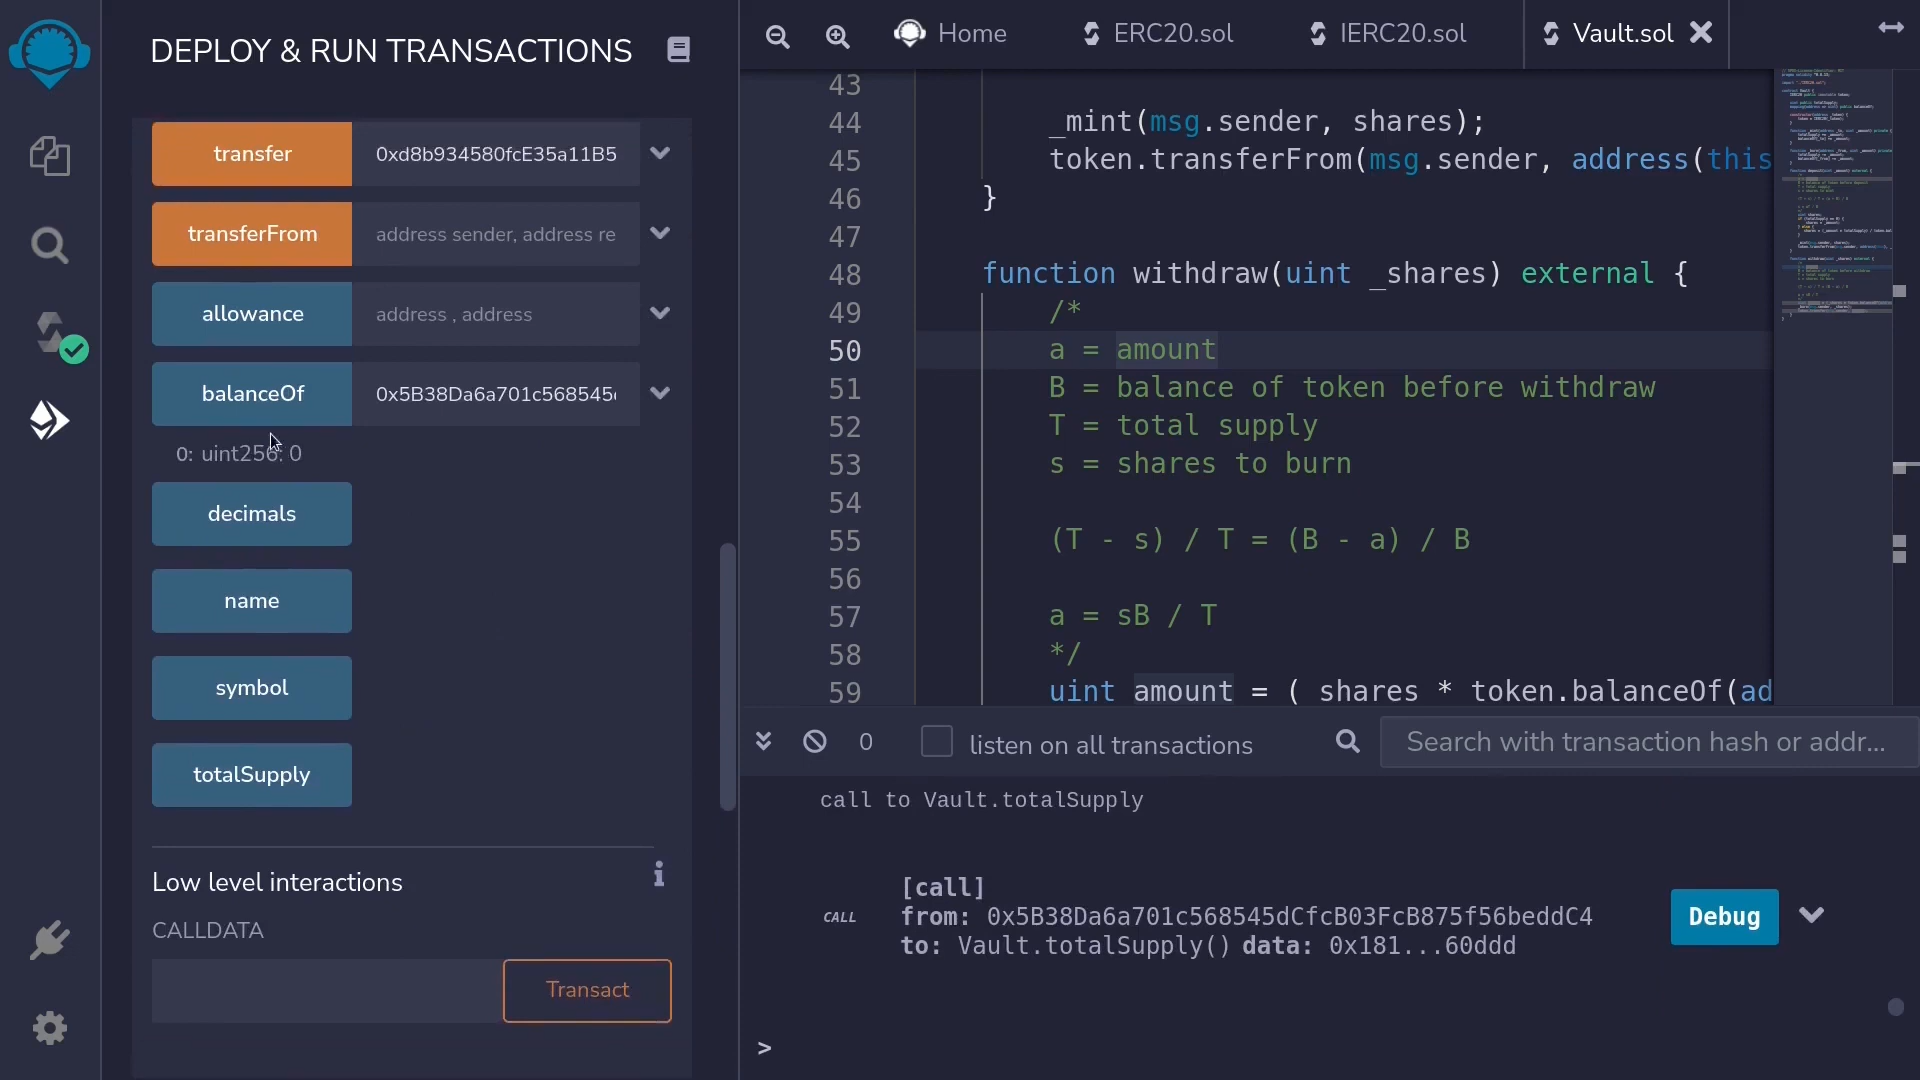 DEPLOY & RUN TRANSACTIONS
transfer 0xd8b934580fcE35a11B5
transferFrom address sender, address re
allowance address , address
balanceOf 0x5B38Da6a701c568545
0: uint256: 0
decimals
name
symbol
totalSupply
Low level interactions
CALLDATA
Transact
Home ERC20.sol IERC20.sol Vault.sol
43
44 _mint(msg.sender, shares);
45 token.transferFrom(msg.sender, address(this
46 }
47
48 function withdraw(uint _shares) external {
49 /*
50 a = amount
51 B = balance of token before withdraw
52 T = total supply
53 s = shares to burn
54
55 (T - s) / T = (B - a) / B
56
57 a = sB / T
58 */
59 uint amount = ( shares * token.balanceOf(ad
0 listen on all transactions Search with transaction hash or addr...
call to Vault.totalSupply
[call]
CALL from: 0x5B38Da6a701c568545dCfcB03FcB875f56beddC4 Debug
to: Vault.totalSupply() data: 0x181...60ddd
>